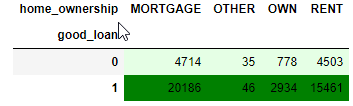 home_ownership MORTGAGE OTHER OWN RENT
good_loan
0 4714 35 778 4503
1 20186 46 2934 15461